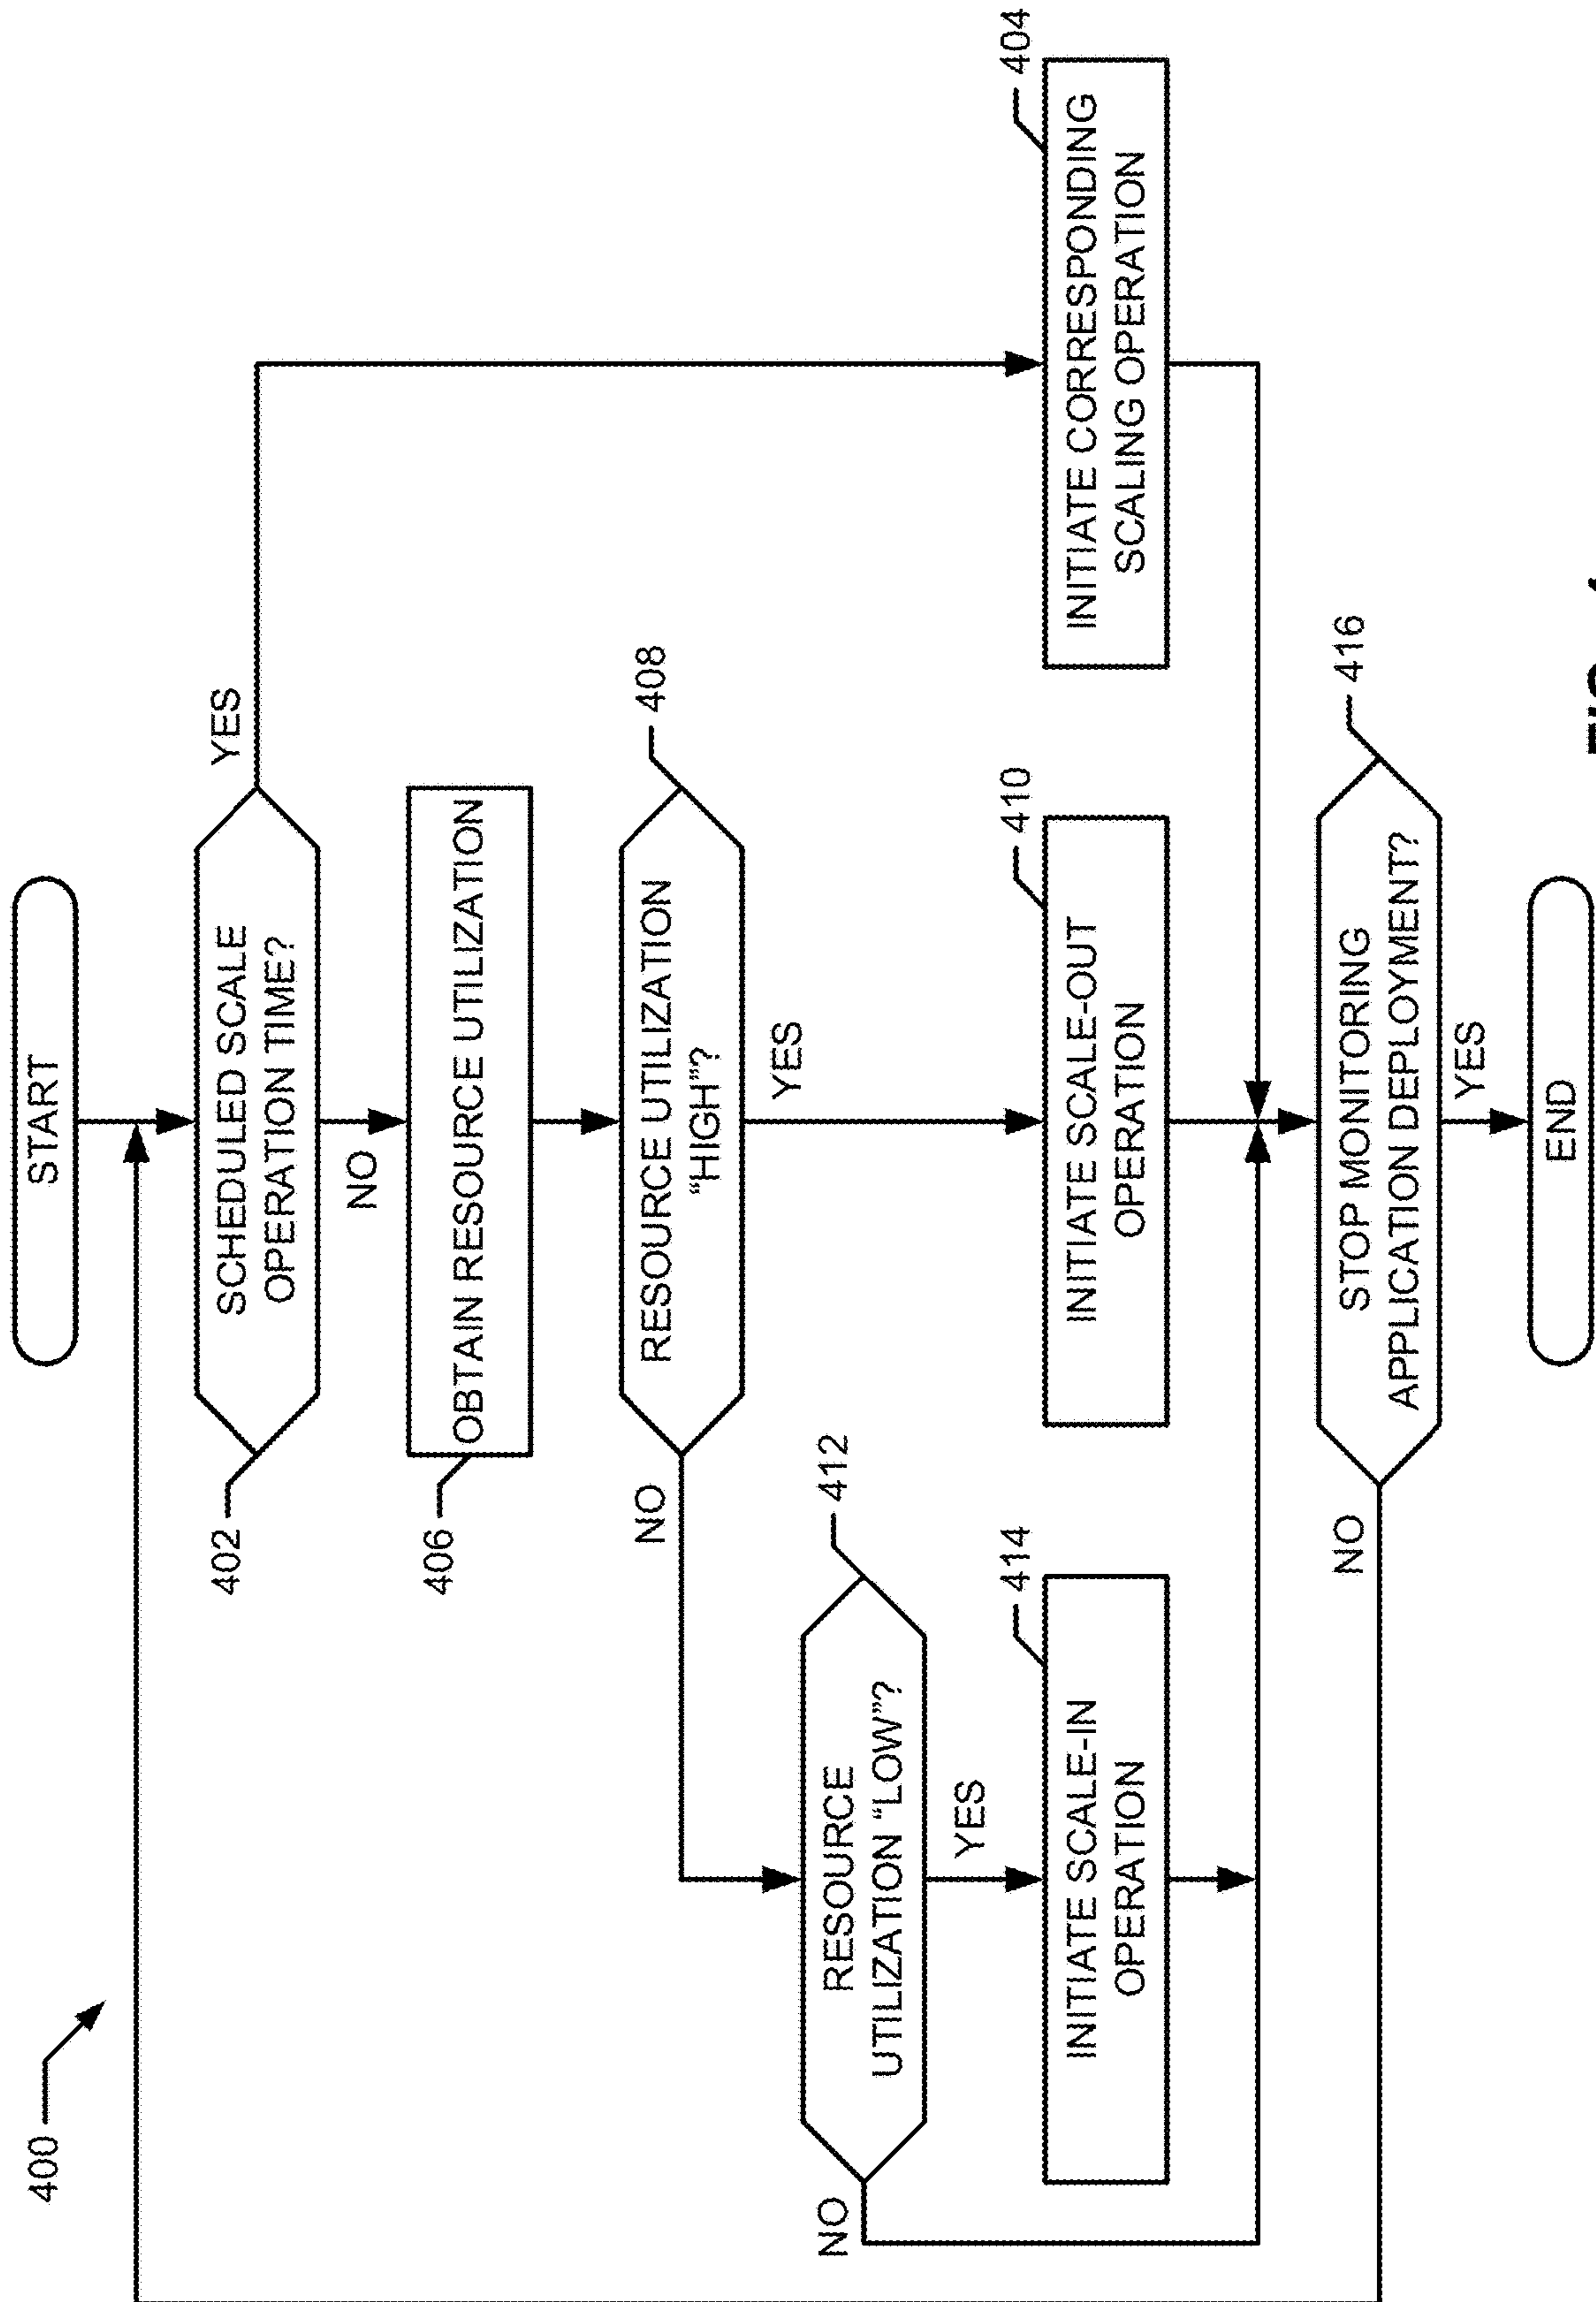 400
START
SCHEDULED SCALE
OPERATION TIME?
402
YES
NO
OBTAIN RESOURCE UTILIZATION
406
RESOURCE UTILIZATION
“HIGH”?
408
NO
YES
RESOURCE
UTILIZATION “LOW”?
412
NO
YES
INITIATE SCALE-IN
OPERATION
414
INITIATE SCALE-OUT
OPERATION
410
INITIATE CORRESPONDING
SCALING OPERATION
404
STOP MONITORING
APPLICATION DEPLOYMENT?
416
NO
YES
END